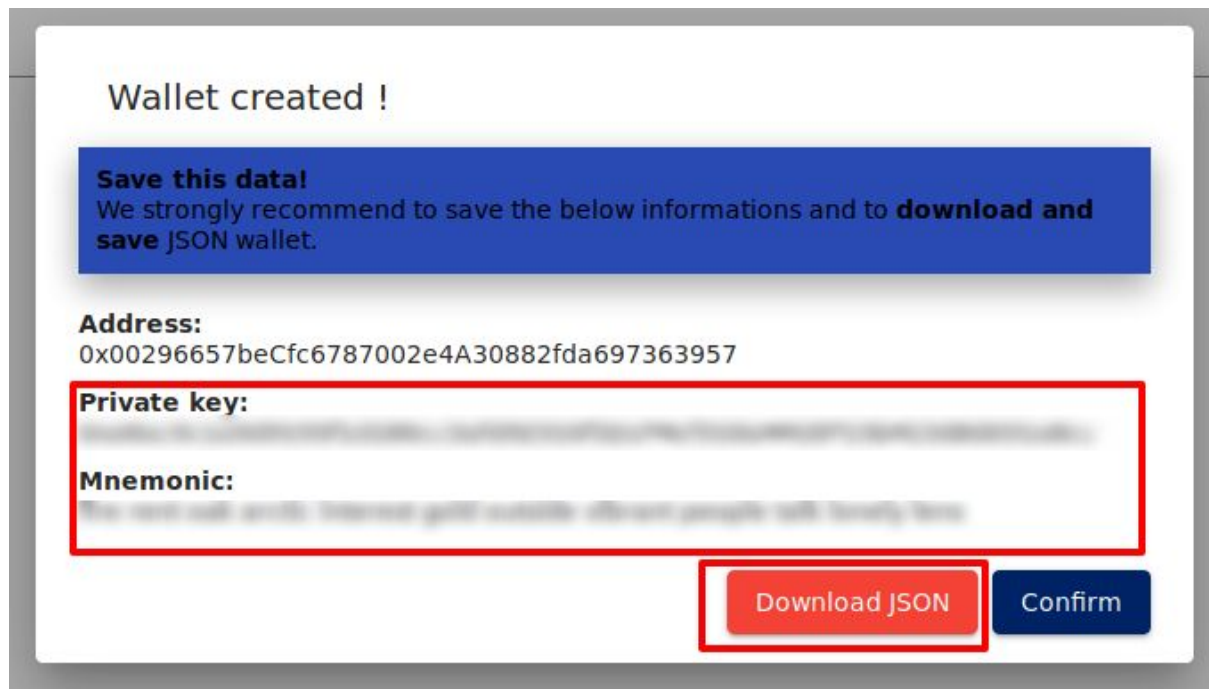 Wallet created !
Save this data!
We strongly recommend to save the below informations and to download and
save JSON wallet.
Address:
0x00296657beCfc6787002e4A30882fda697363957
Private key:
Mnemonic:
Download JSON
Confirm